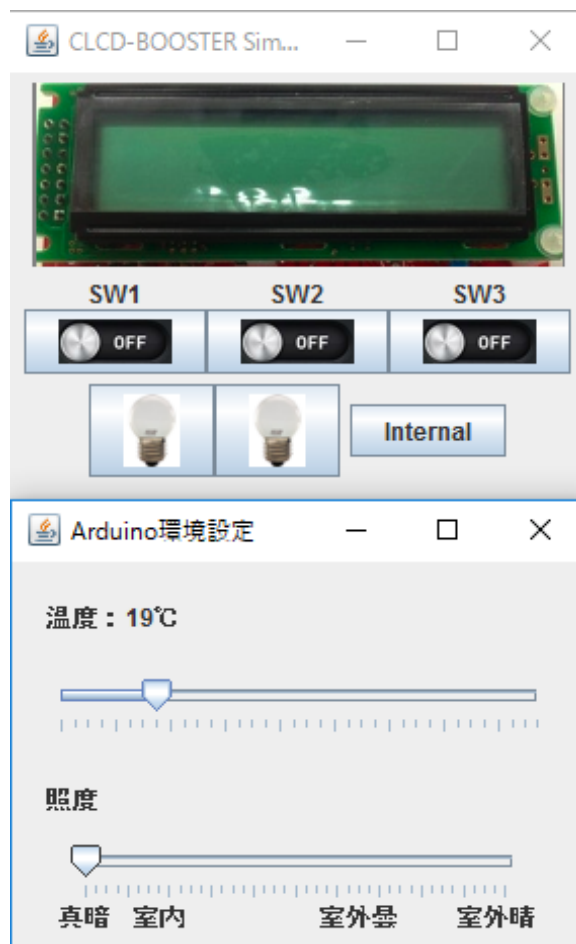 CLCD-BOOSTER Sim...
SW1 SW2 SW3
OFF OFF OFF
Internal
Arduino環境設定
温度：19℃
照度
真暗 室内 室外曇 室外晴